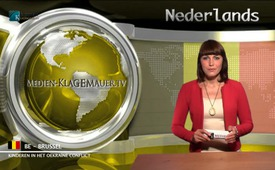 Nederlands
MEDIEN-KLAGEMAUER.TV
BE - BRUSSEL
KINDEREN IN HET OEKRAINE CONFLICT